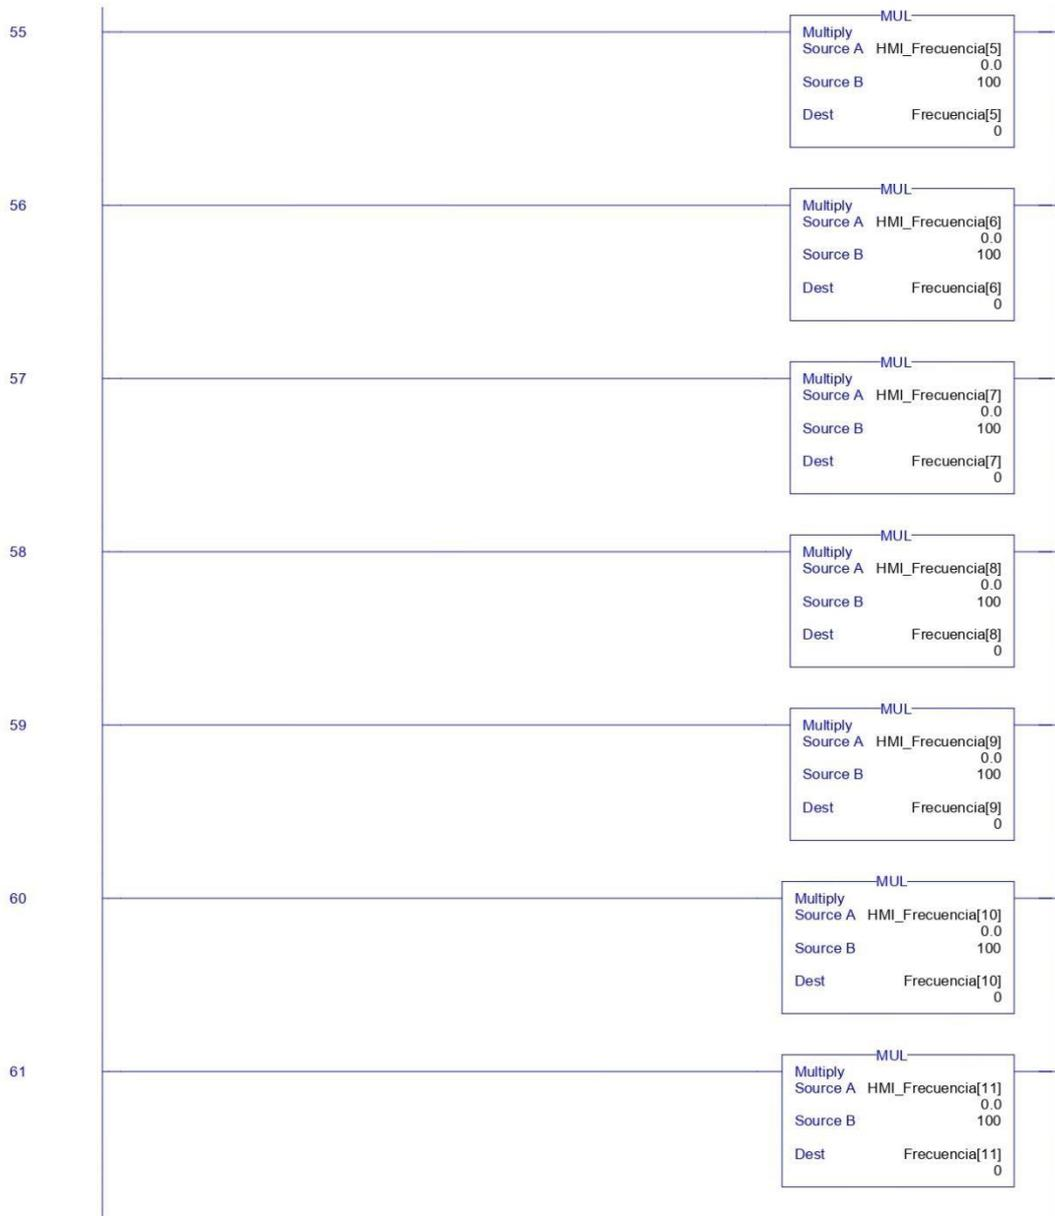 55
MUL
Multiply
Source A HMI_Frecuencia[5]
0.0
Source B 100
Dest Frecuencia[5]
0
56
MUL
Multiply
Source A HMI_Frecuencia[6]
0.0
Source B 100
Dest Frecuencia[6]
0
57
MUL
Multiply
Source A HMI_Frecuencia[7]
0.0
Source B 100
Dest Frecuencia[7]
0
58
MUL
Multiply
Source A HMI_Frecuencia[8]
0.0
Source B 100
Dest Frecuencia[8]
0
59
MUL
Multiply
Source A HMI_Frecuencia[9]
0.0
Source B 100
Dest Frecuencia[9]
0
60
MUL
Multiply
Source A HMI_Frecuencia[10]
0.0
Source B 100
Dest Frecuencia[10]
0
61
MUL
Multiply
Source A HMI_Frecuencia[11]
0.0
Source B 100
Dest Frecuencia[11]
0